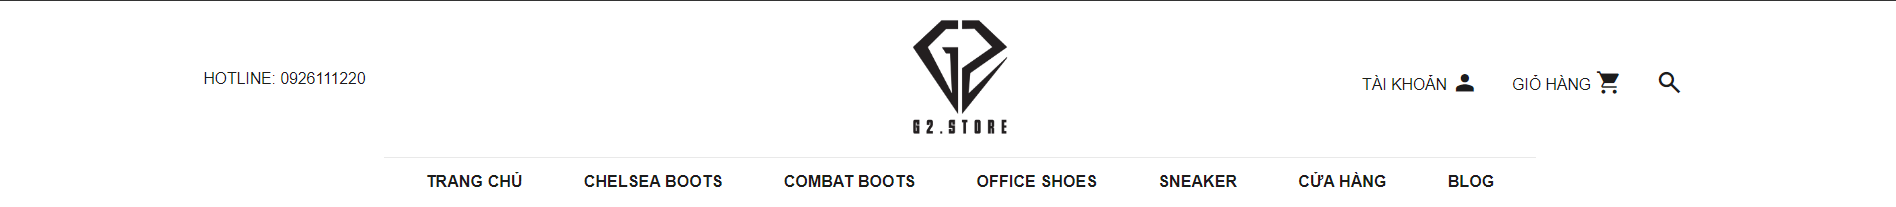 HOTLINE: 0926111220
G2.STORE
TÀI KHOẢN
GIỎ HÀNG
TRANG CHỦ CHELSEA BOOTS COMBAT BOOTS OFFICE SHOES SNEAKER CỬA HÀNG BLOG